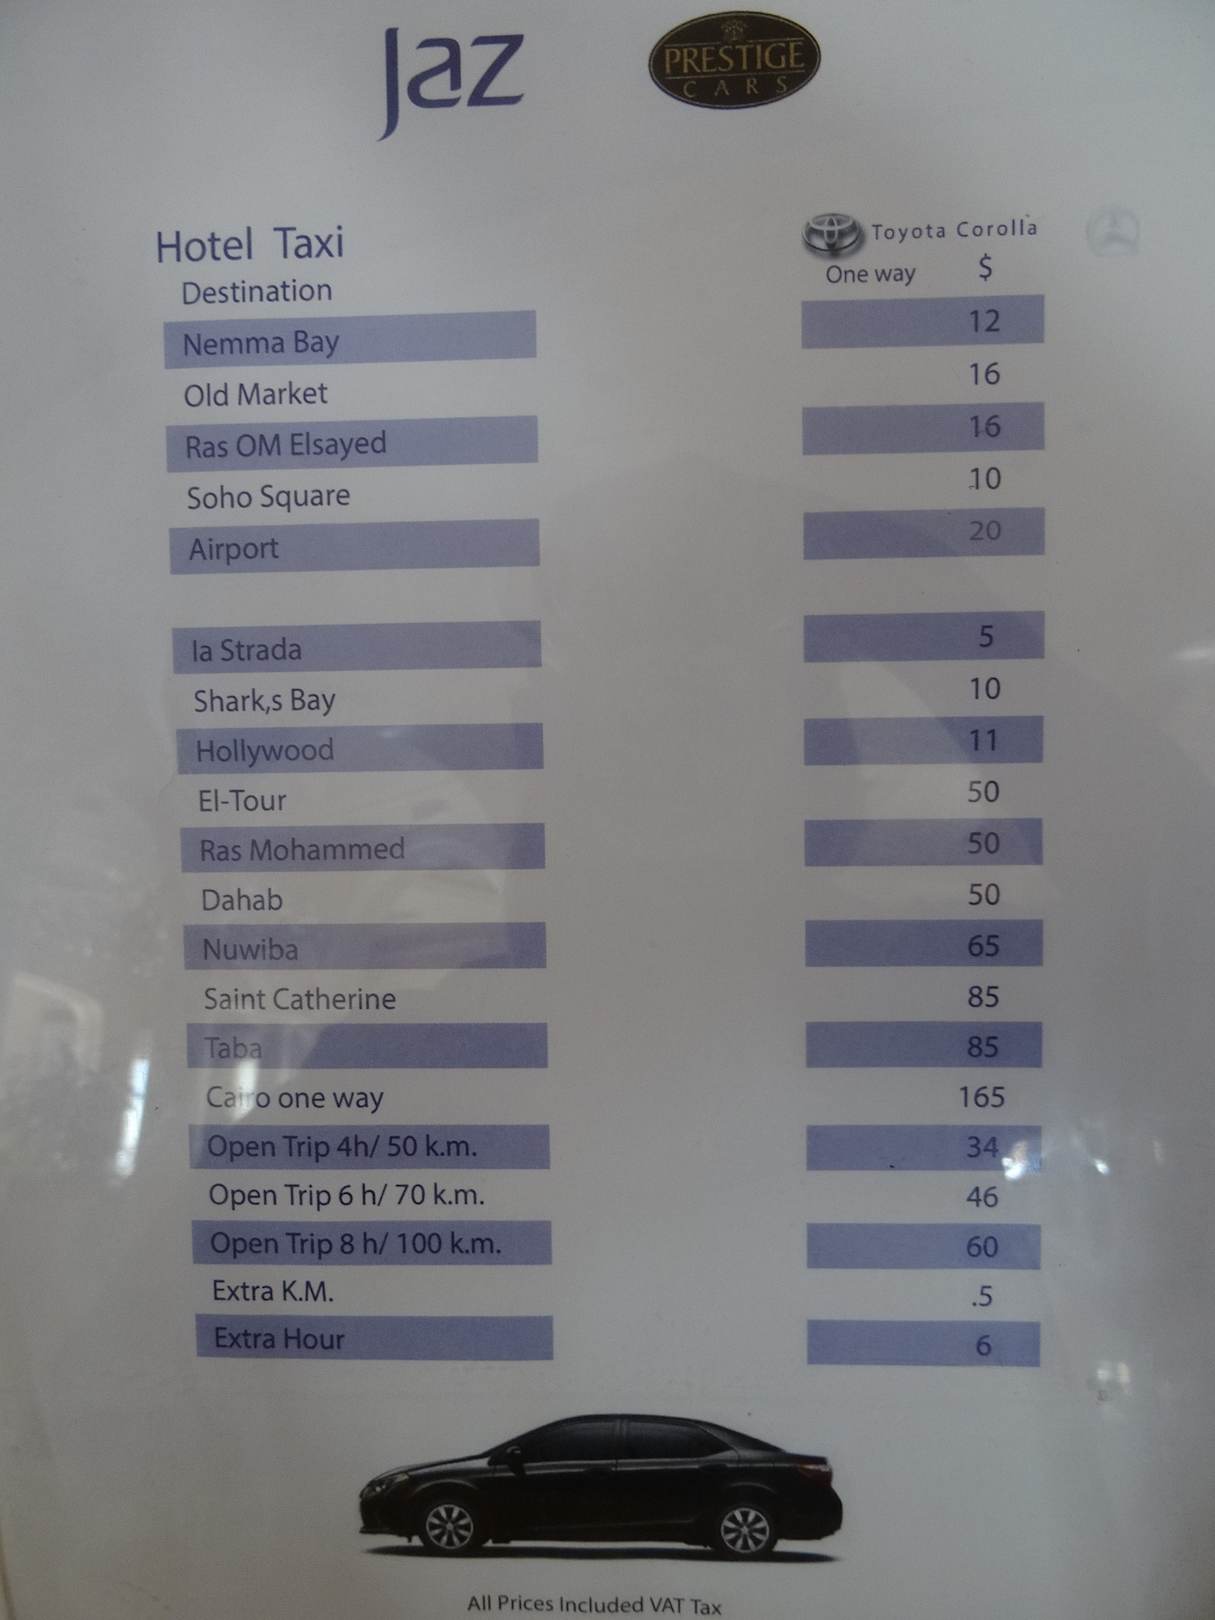 Jaz
PRESTIGE
CARS
Hotel Taxi
Toyota Corolla
Destination
One way $
Nemma Bay 12
Old Market 16
Ras OM Elsayed 16
Soho Square 10
Airport 20
la Strada 5
Shark,s Bay 10
Hollywood 11
El-Tour 50
Ras Mohammed 50
Dahab 50
Nuwiba 65
Saint Catherine 85
Taba 85
Cairo one way 165
Open Trip 4h/ 50 k.m. 34
Open Trip 6 h/ 70 k.m. 46
Open Trip 8 h/ 100 k.m. 60
Extra K.M. .5
Extra Hour 6
All Prices Included VAT Tax